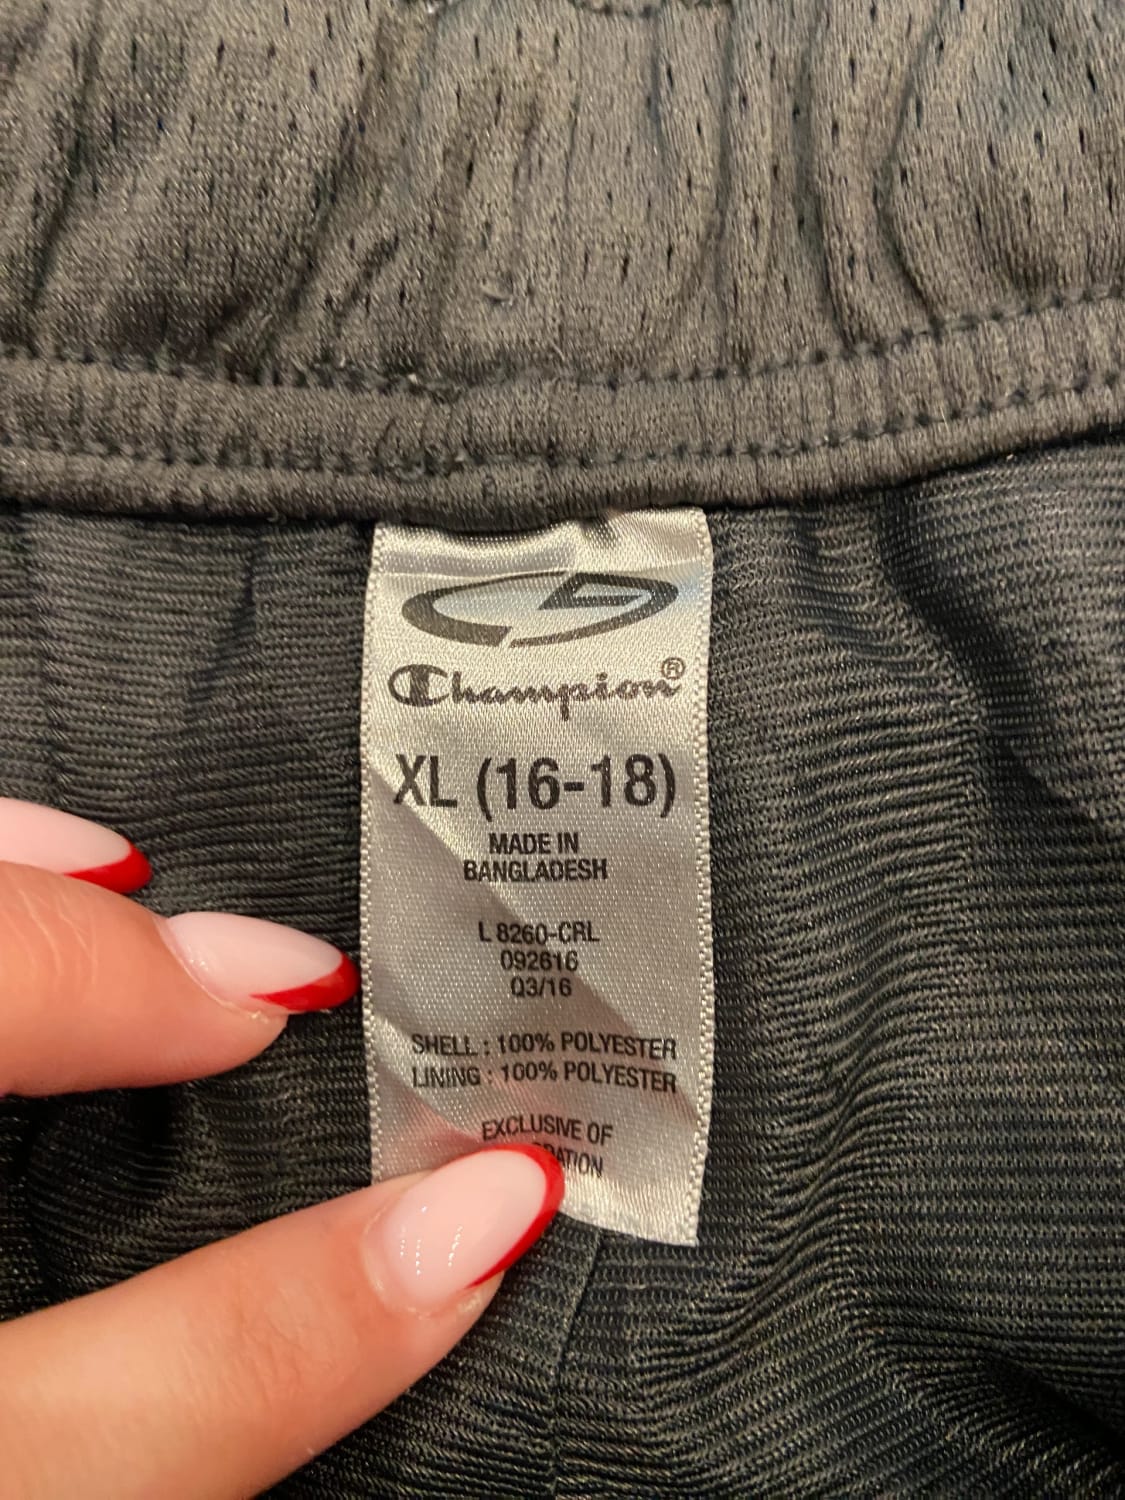 Champion®
XL (16-18)
MADE IN
BANGLADESH
L 8260-CRL
092616
Q3/16
SHELL : 100% POLYESTER
LINING : 100% POLYESTER
EXCLUSIVE OF